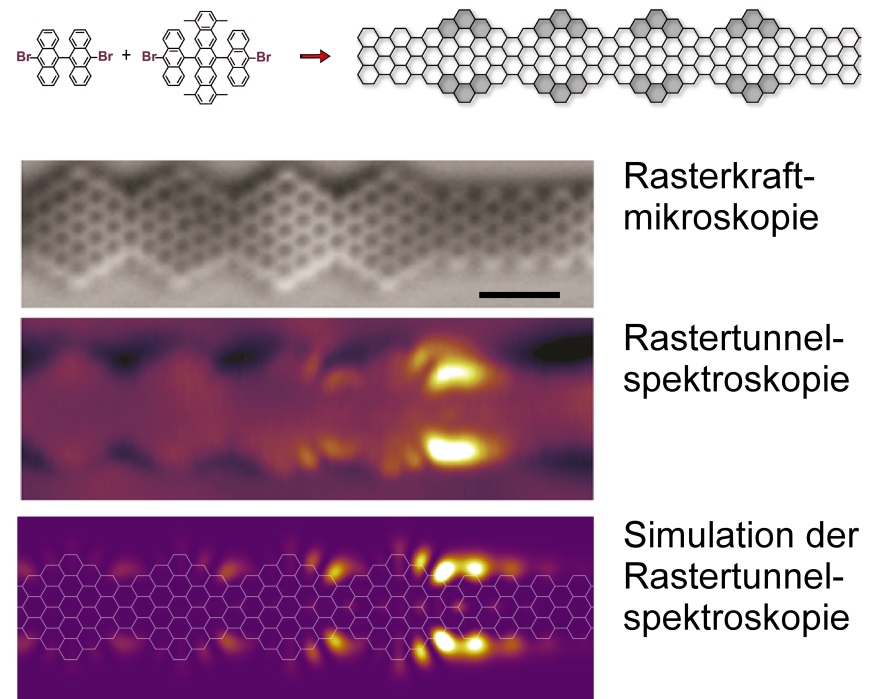 Br Br + Br Br
Rasterkraft-
mikroskopie
Rastertunnel-
spektroskopie
Simulation der
Rastertunnel-
spektroskopie